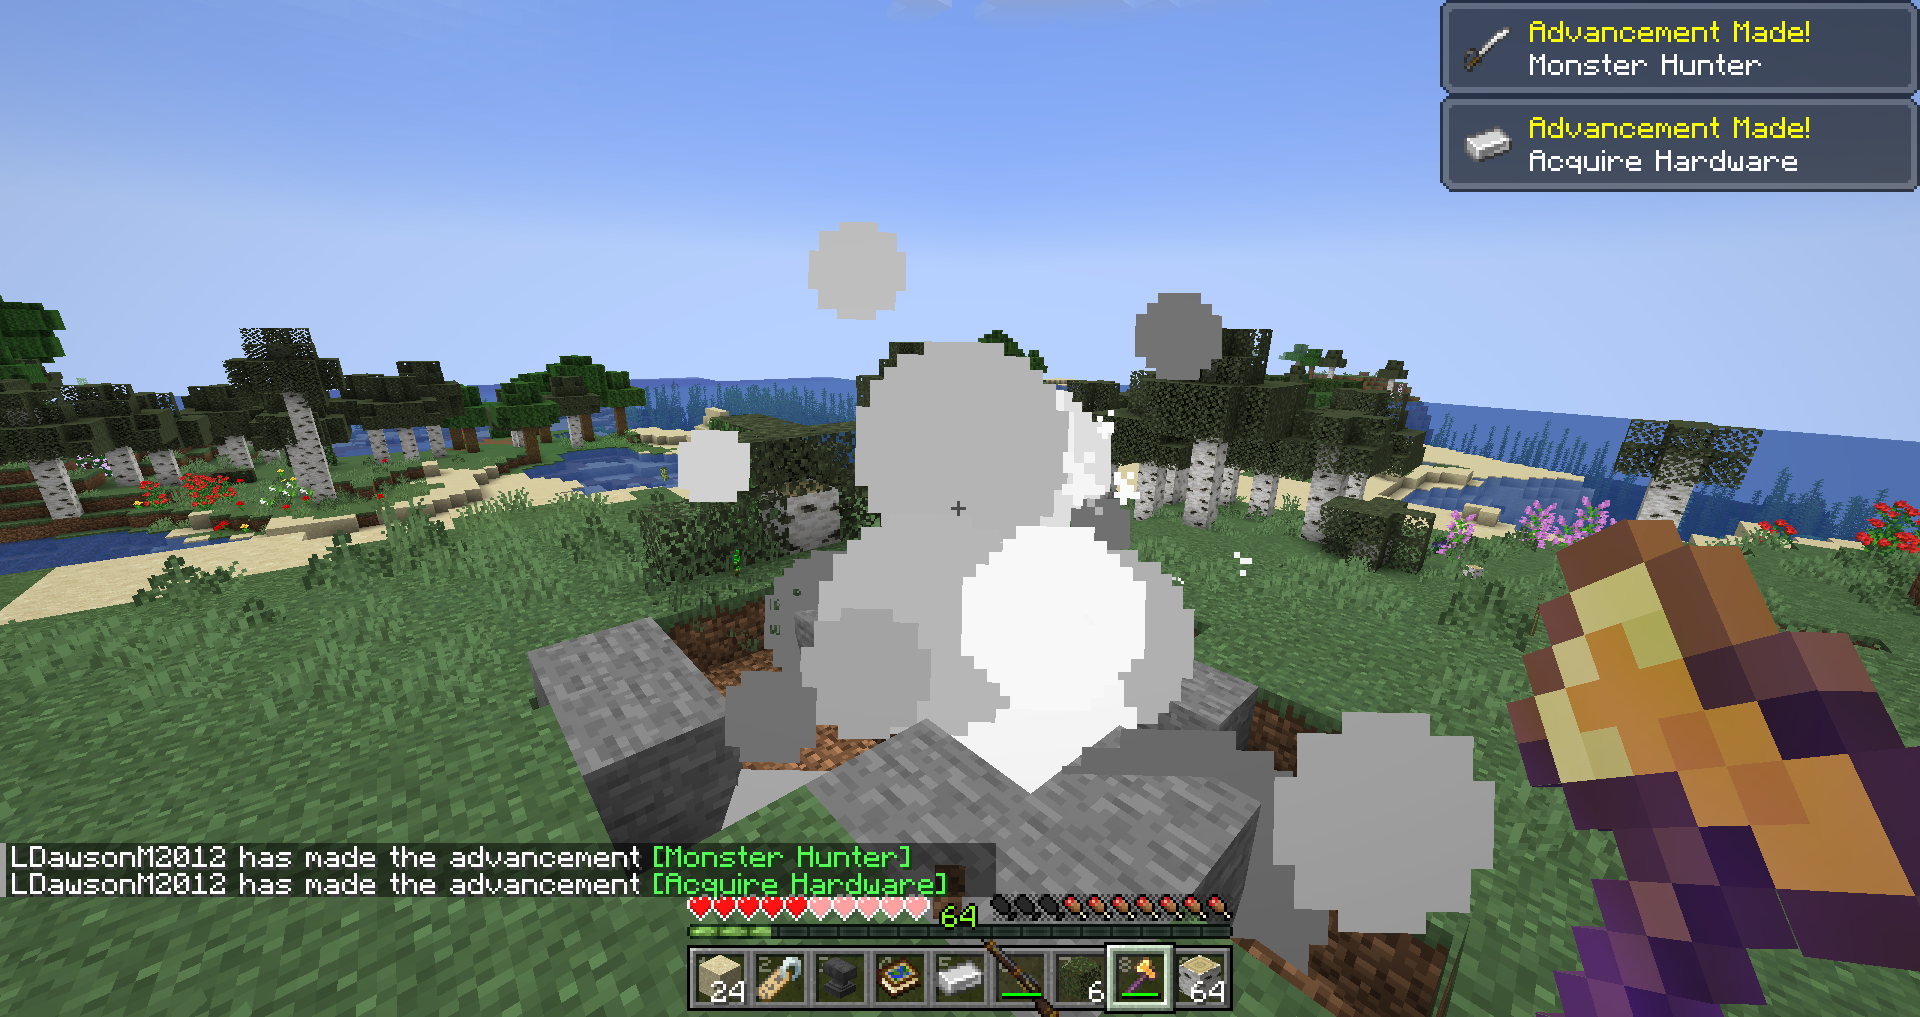 Advancement Made!
Monster Hunter
Advancement Made!
Acquire Hardware
LDawsonM2012 has made the advancement [Monster Hunter]
LDawsonM2012 has made the advancement [Acquire Hardware]
64
24
6
64